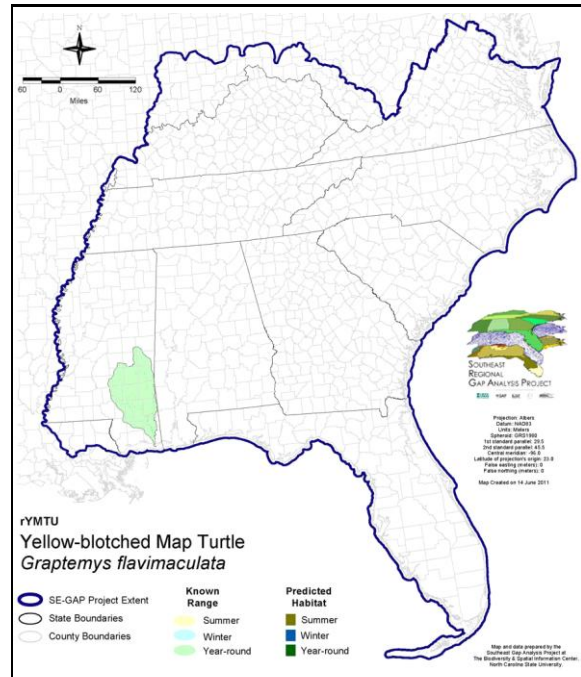 N
60 0 60 120
Miles
SOUTHEAST
REGIONAL
GAP ANALYSIS PROJECT
Projection: Albers
Datum: NAD83
Units: Meters
Spheroid: GRS1980
1st standard parallel: 29.5
2nd standard parallel: 45.5
Central meridian: -96.0
Latitude of projection's origin: 23.0
False easting (meters): 0
False northing (meters): 0
Map Created on 14 June 2011
rYMTU
Yellow-blotched Map Turtle
Graptemys flavimaculata
SE-GAP Project Extent
State Boundaries
County Boundaries
Known
Range
Summer
Winter
Year-round
Predicted
Habitat
Summer
Winter
Year-round
Map and data prepared by the
Southeast Gap Analysis Project at
The Biodiversity & Spatial Information Center,
North Carolina State University.